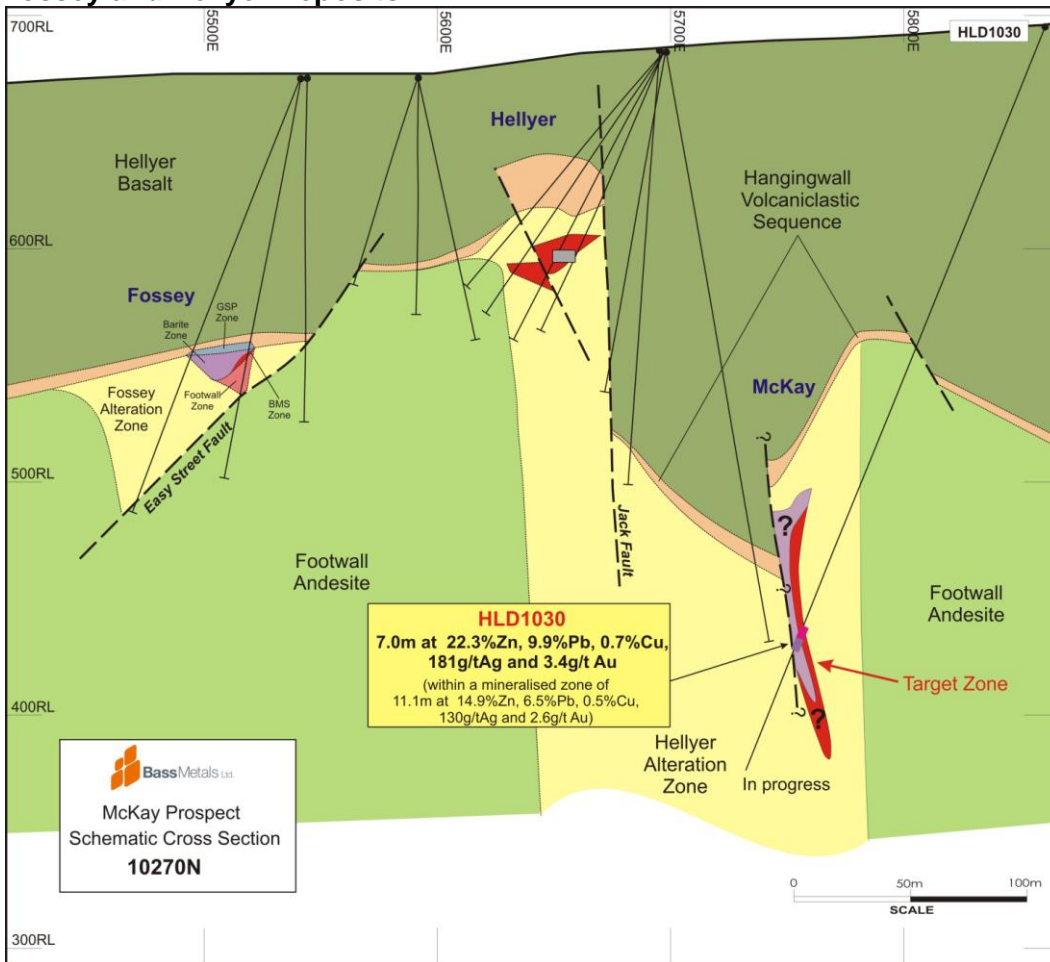 700RL
5500E
5600E
5700E
5800E
HLD1030
Hellyer
Hellyer
Basalt
Hangingwall
Volcaniclastic
Sequence
600RL
Fossey
GSP
Zone
Barite
Zone
Fossey
Alteration
Zone
Footwall
Zone
BMS
Zone
McKay
?
500RL
Easy Street Fault
Jack Fault
?
Footwall
Andesite
?
Footwall
Andesite
HLD1030
7.0m at 22.3%Zn, 9.9%Pb, 0.7%Cu,
181g/tAg and 3.4g/t Au
(within a mineralised zone of
11.1m at 14.9%Zn, 6.5%Pb, 0.5%Cu,
130g/tAg and 2.6g/t Au)
Target Zone
400RL
?
?
Hellyer
Alteration
Zone
In progress
BassMetals Ltd.
McKay Prospect
Schematic Cross Section
10270N
0
50m
100m
SCALE
300RL